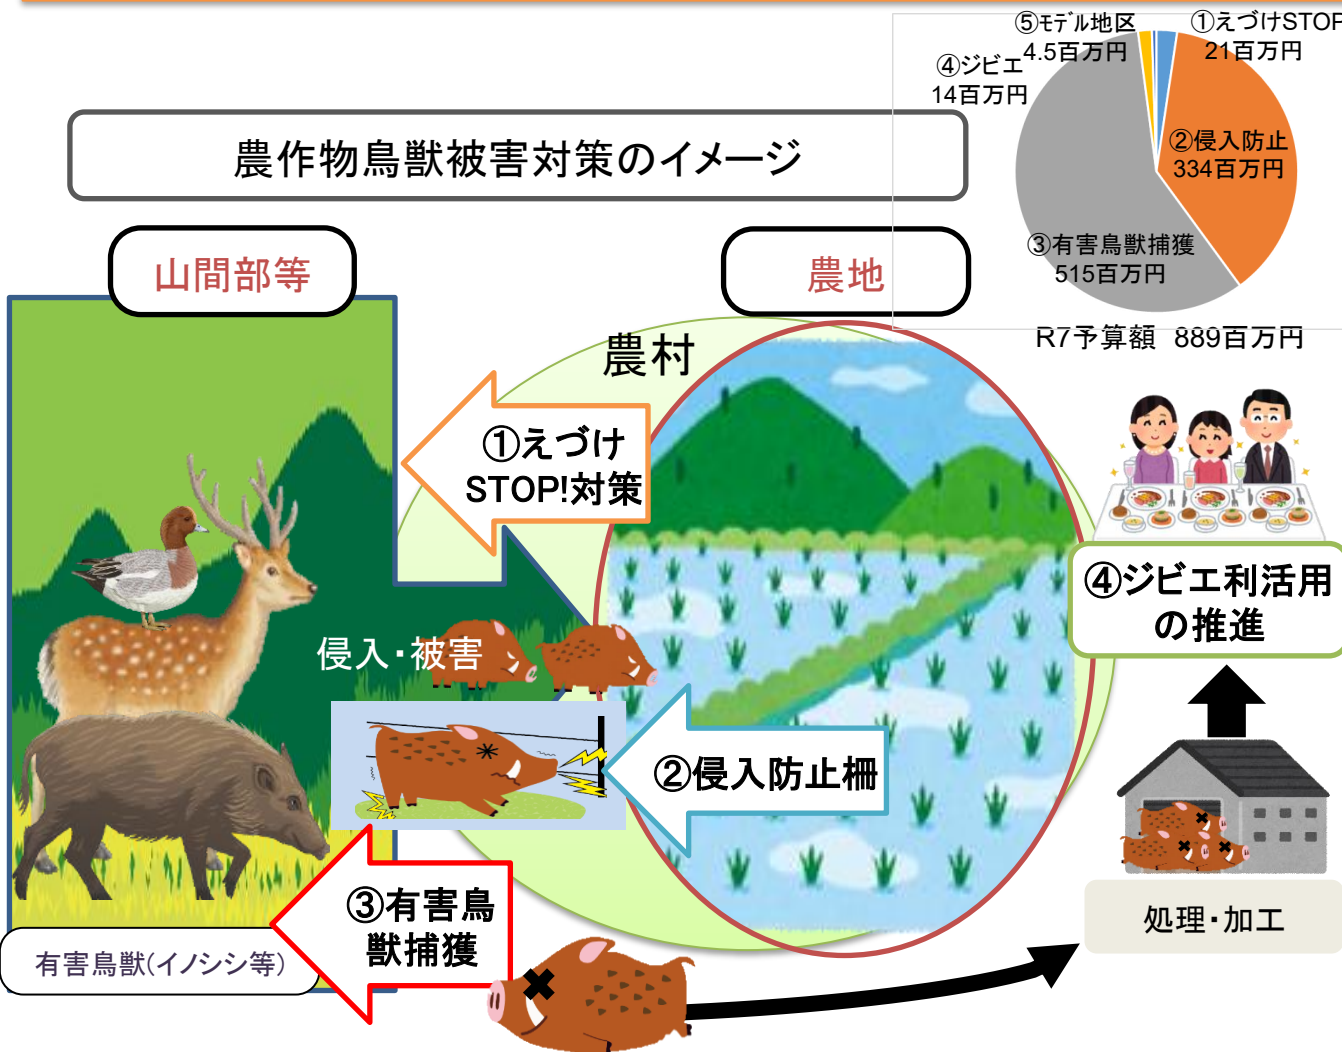 ⑤モデル地区
4.5百万円
①えづけSTOP
21百万円
④ジビエ
14百万円
②侵入防止
334百万円
③有害鳥獣捕獲
515百万円
R7予算額 889百万円
農作物鳥獣被害対策のイメージ
山間部等
農地
農村
①えづけ
STOP!対策
侵入・被害
②侵入防止柵
③有害鳥
獣捕獲
有害鳥獣(イノシシ等)
④ジビエ利活用
の推進
処理・加工